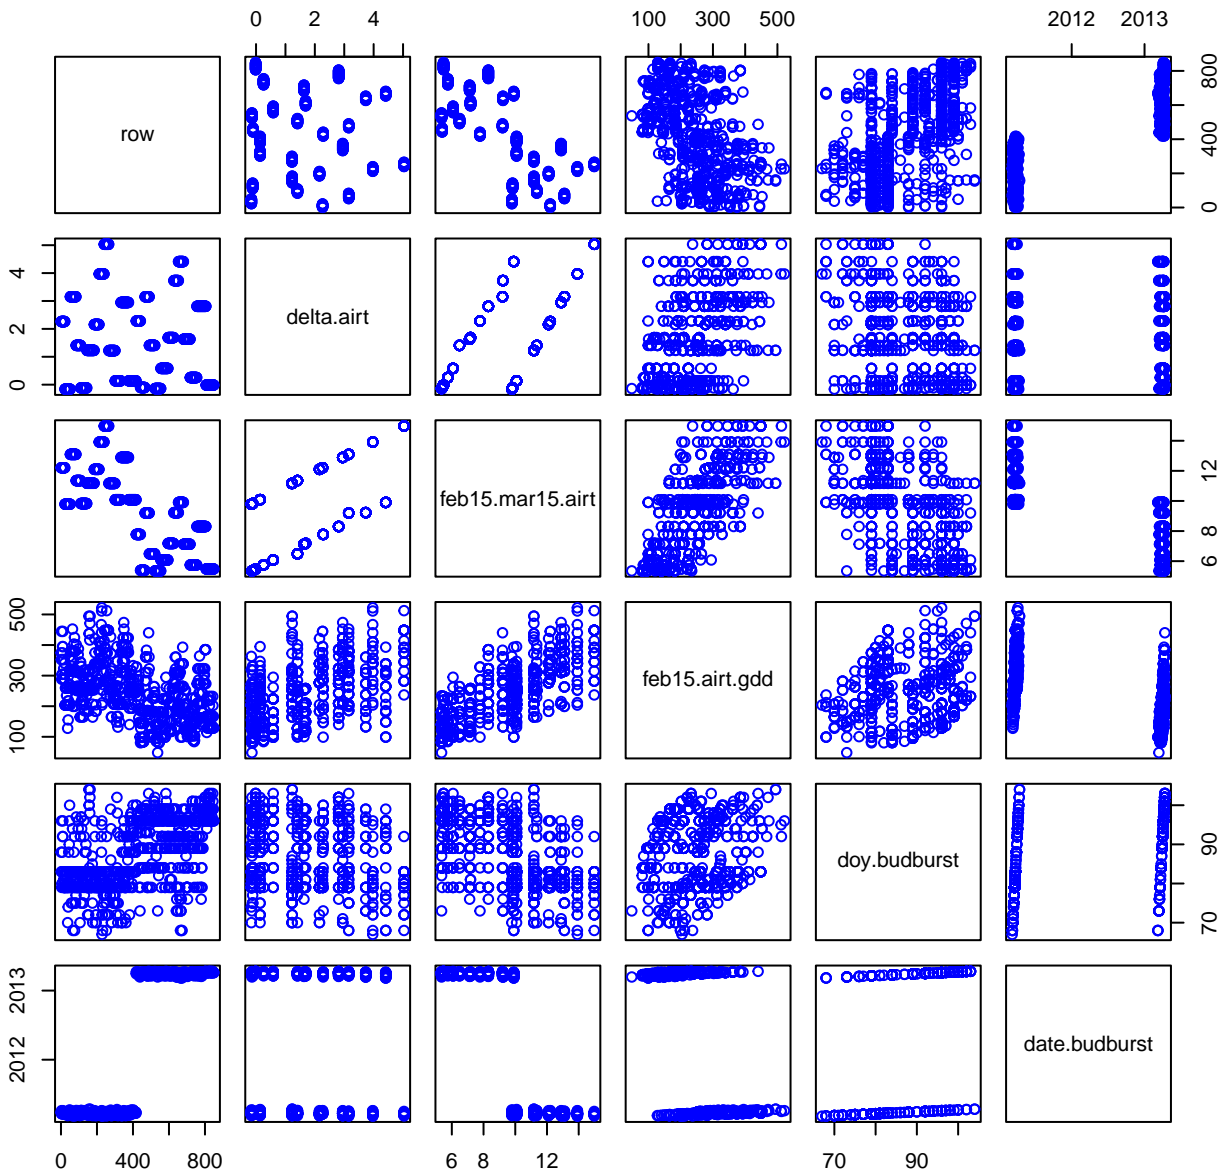 0 2 4 100 300 500 2012 2013
row 0 400 800
0 2 4 delta.airt
feb15.mar15.airt 6 8 12
100 300 500 feb15.airt.gdd
doy.budburst 70 90
2012 2013 date.budburst
0 400 800 6 8 12 70 90